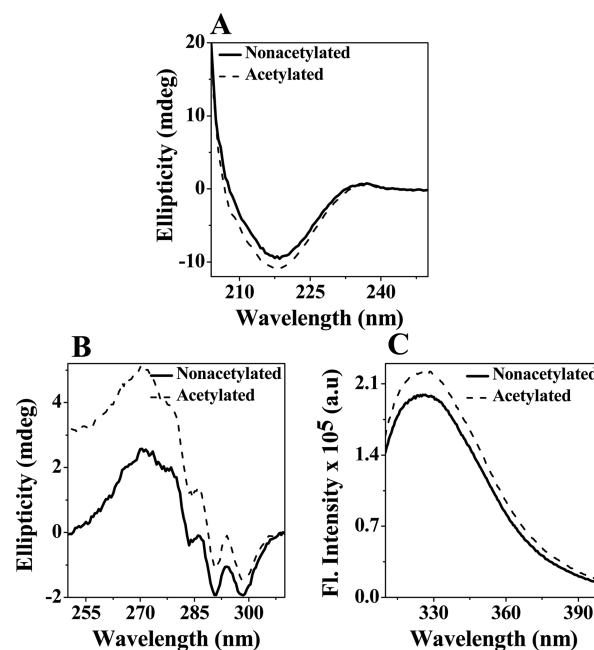 A
Nonacetylated
Acetylated
20
10
0
-10
Ellipticity (mdeg)
210 225 240
Wavelength (nm)
B
Nonacetylated
Acetylated
4
2
0
-2
Ellipticity (mdeg)
255 270 285 300
Wavelength (nm)
C
Nonacetylated
Acetylated
2.1
1.4
0.7
0.0
Fl. Intensity x 10⁵ (a.u)
330 360 390
Wavelength (nm)